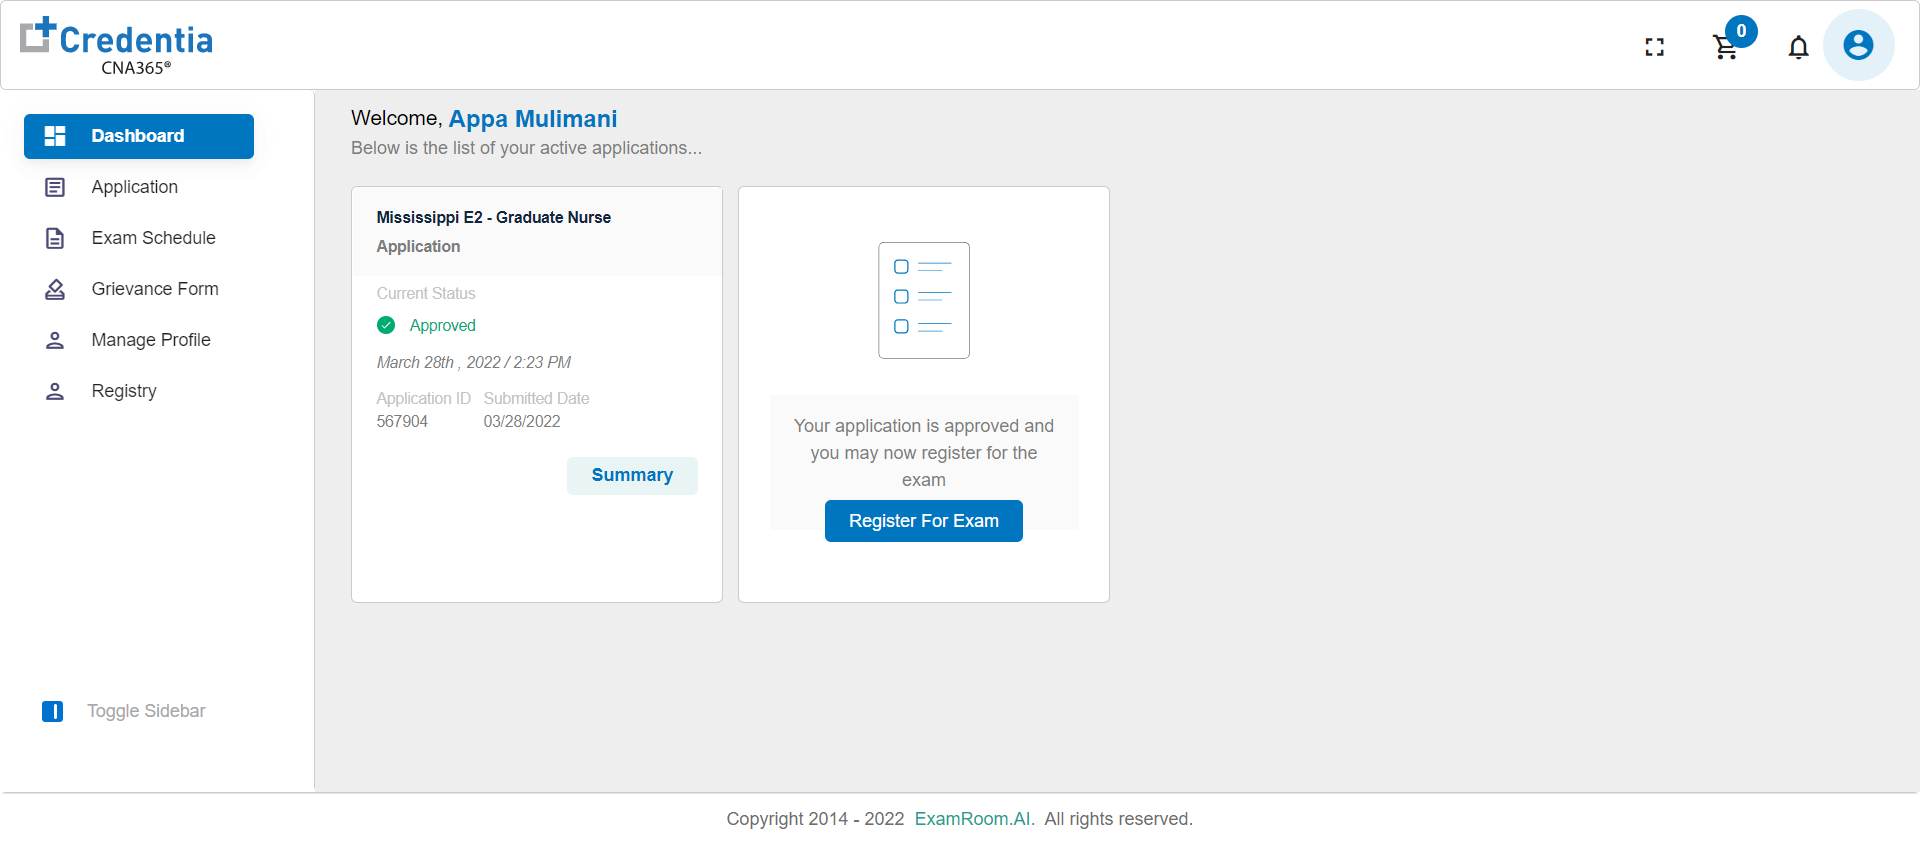 Credentia
CNA365®
0
Dashboard
Application
Exam Schedule
Grievance Form
Manage Profile
Registry
Toggle Sidebar
Welcome, Appa Mulimani
Below is the list of your active applications...
Mississippi E2 - Graduate Nurse
Application
Current Status
Approved
March 28th , 2022 / 2:23 PM
Application ID Submitted Date
567904 03/28/2022
Summary
Your application is approved and
you may now register for the
exam
Register For Exam
Copyright 2014 - 2022 ExamRoom.AI. All rights reserved.